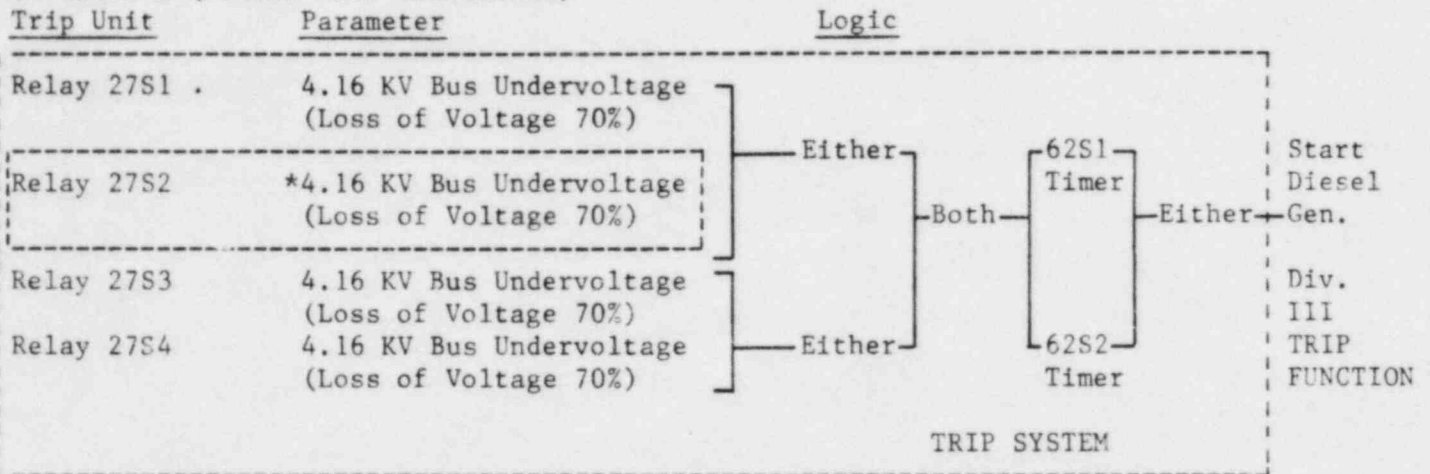 Trip Unit Parameter Logic
Relay 27S1 . 4.16 KV Bus Undervoltage
(Loss of Voltage 70%)
Either 62S1 Start
Relay 27S2 *4.16 KV Bus Undervoltage Timer Diesel
(Loss of Voltage 70%) Both Either Gen.
Relay 27S3 4.16 KV Bus Undervoltage Div.
(Loss of Voltage 70%) III
Relay 27S4 4.16 KV Bus Undervoltage Either 62S2 TRIP
(Loss of Voltage 70%) Timer FUNCTION
TRIP SYSTEM